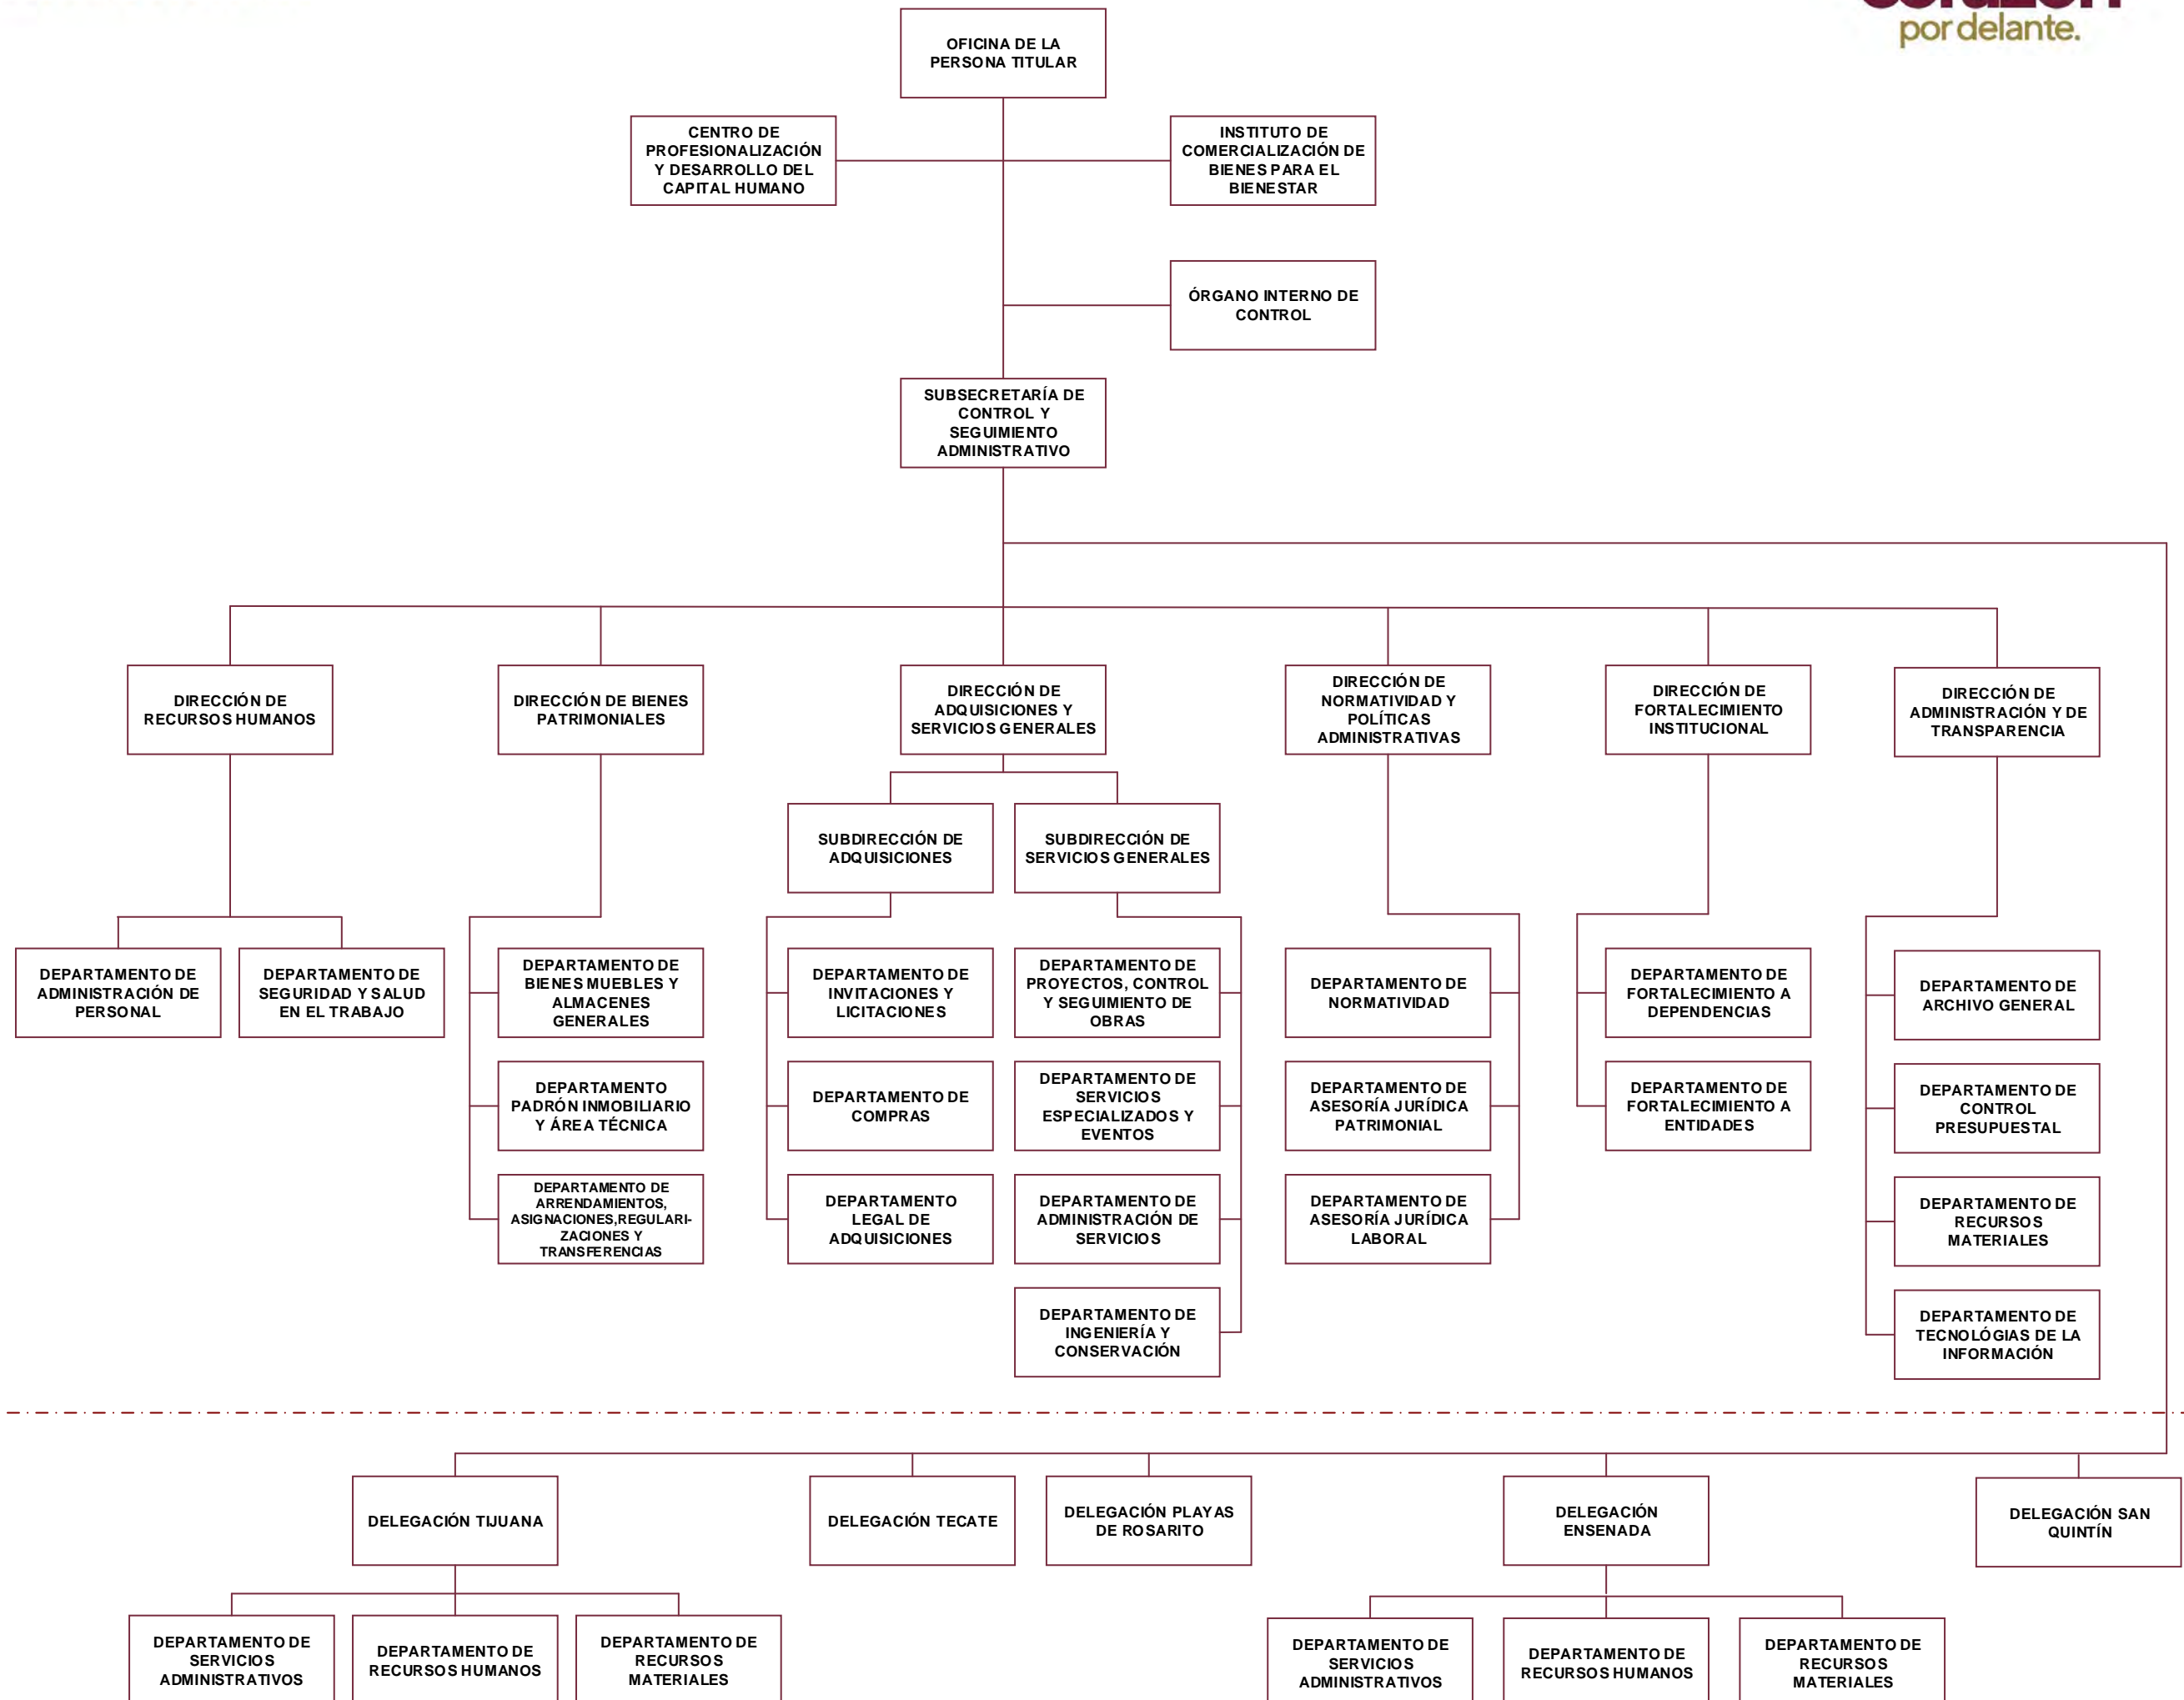 por delante.
OFICINA DE LA
PERSONA TITULAR
CENTRO DE
PROFESIONALIZACIÓN
Y DESARROLLO DEL
CAPITAL HUMANO
INSTITUTO DE
COMERCIALIZACIÓN DE
BIENES PARA EL
BIENESTAR
ÓRGANO INTERNO DE
CONTROL
SUBSECRETARÍA DE
CONTROL Y
SEGUIMIENTO
ADMINISTRATIVO
DIRECCIÓN DE
RECURSOS HUMANOS
DIRECCIÓN DE BIENES
PATRIMONIALES
DIRECCIÓN DE
ADQUISICIONES Y
SERVICIOS GENERALES
DIRECCIÓN DE
NORMATIVIDAD Y
POLÍTICAS
ADMINISTRATIVAS
DIRECCIÓN DE
FORTALECIMIENTO
INSTITUCIONAL
DIRECCIÓN DE
ADMINISTRACIÓN Y DE
TRANSPARENCIA
SUBDIRECCIÓN DE
ADQUISICIONES
SUBDIRECCIÓN DE
SERVICIOS GENERALES
DEPARTAMENTO DE
ADMINISTRACIÓN DE
PERSONAL
DEPARTAMENTO DE
SEGURIDAD Y SALUD
EN EL TRABAJO
DEPARTAMENTO DE
BIENES MUEBLES Y
ALMACENES
GENERALES
DEPARTAMENTO DE
INVITACIONES Y
LICITACIONES
DEPARTAMENTO DE
PROYECTOS, CONTROL
Y SEGUIMIENTO DE
OBRAS
DEPARTAMENTO DE
NORMATIVIDAD
DEPARTAMENTO DE
FORTALECIMIENTO A
DEPENDENCIAS
DEPARTAMENTO DE
ARCHIVO GENERAL
DEPARTAMENTO
PADRÓN INMOBILIARIO
Y ÁREA TÉCNICA
DEPARTAMENTO DE
COMPRAS
DEPARTAMENTO DE
SERVICIOS
ESPECIALIZADOS Y
EVENTOS
DEPARTAMENTO DE
ASESORÍA JURÍDICA
PATRIMONIAL
DEPARTAMENTO DE
FORTALECIMIENTO A
ENTIDADES
DEPARTAMENTO DE
CONTROL
PRESUPUESTAL
DEPARTAMENTO DE
ARRENDAMIENTOS,
ASIGNACIONES,REGULARI-
ZACIONES Y
TRANSFERENCIAS
DEPARTAMENTO
LEGAL DE
ADQUISICIONES
DEPARTAMENTO DE
ADMINISTRACIÓN DE
SERVICIOS
DEPARTAMENTO DE
ASESORÍA JURÍDICA
LABORAL
DEPARTAMENTO DE
RECURSOS
MATERIALES
DEPARTAMENTO DE
INGENIERÍA Y
CONSERVACIÓN
DEPARTAMENTO DE
TECNOLÓGIAS DE LA
INFORMACIÓN
DELEGACIÓN TIJUANA
DELEGACIÓN TECATE
DELEGACIÓN PLAYAS
DE ROSARITO
DELEGACIÓN
ENSENADA
DELEGACIÓN SAN
QUINTÍN
DEPARTAMENTO DE
SERVICIOS
ADMINISTRATIVOS
DEPARTAMENTO DE
RECURSOS HUMANOS
DEPARTAMENTO DE
RECURSOS
MATERIALES
DEPARTAMENTO DE
SERVICIOS
ADMINISTRATIVOS
DEPARTAMENTO DE
RECURSOS HUMANOS
DEPARTAMENTO DE
RECURSOS
MATERIALES